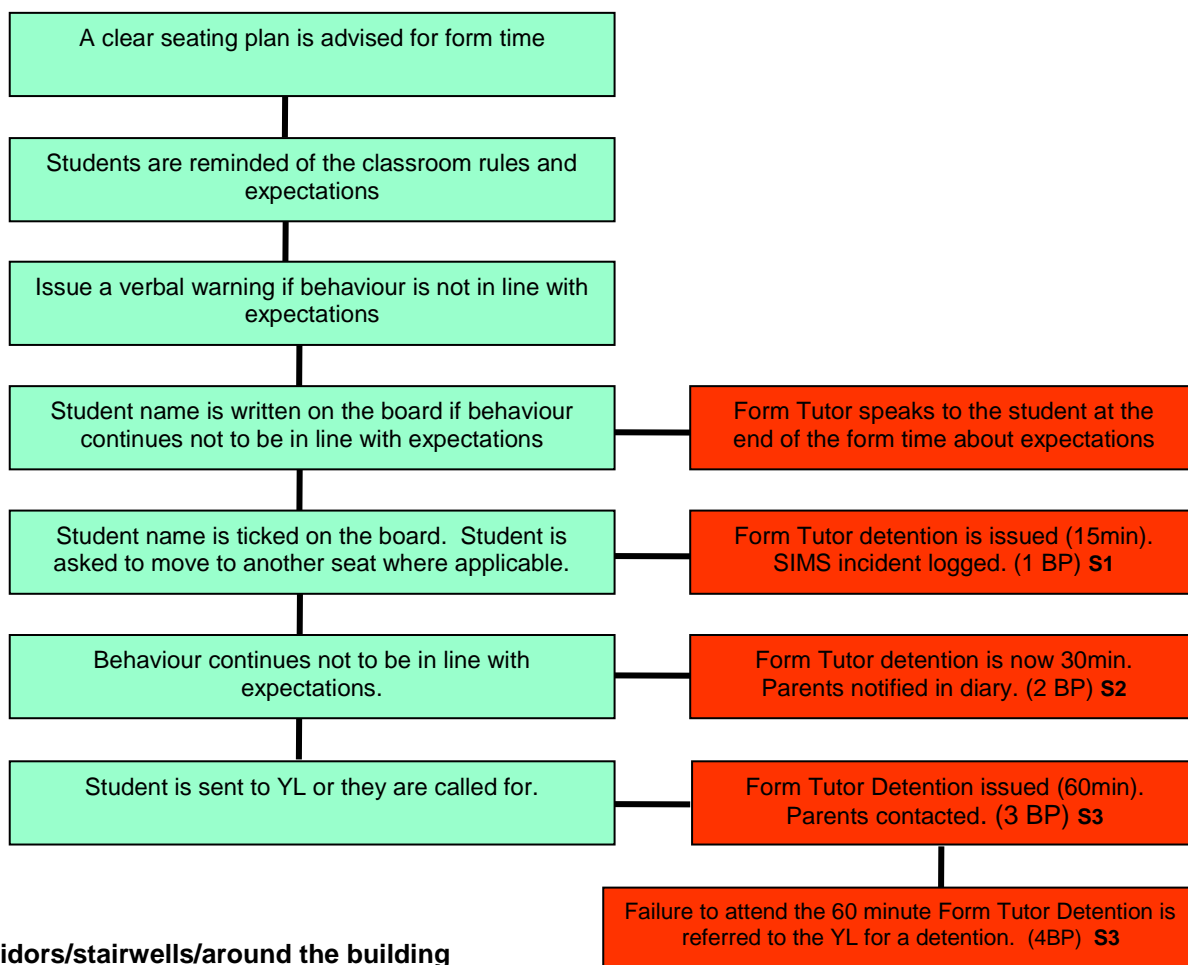 A clear seating plan is advised for form time
Students are reminded of the classroom rules and
expectations
Issue a verbal warning if behaviour is not in line with
expectations
Student name is written on the board if behaviour
continues not to be in line with expectations
Form Tutor speaks to the student at the
end of the form time about expectations
Student name is ticked on the board.  Student is
asked to move to another seat where applicable.
Form Tutor detention is issued (15min).
SIMS incident logged. (1 BP) S1
Behaviour continues not to be in line with
expectations.
Form Tutor detention is now 30min.
Parents notified in diary. (2 BP) S2
Student is sent to YL or they are called for.
Form Tutor Detention issued (60min).
Parents contacted. (3 BP) S3
Failure to attend the 60 minute Form Tutor Detention is
referred to the YL for a detention.  (4BP)  S3
idors/stairwells/around the building